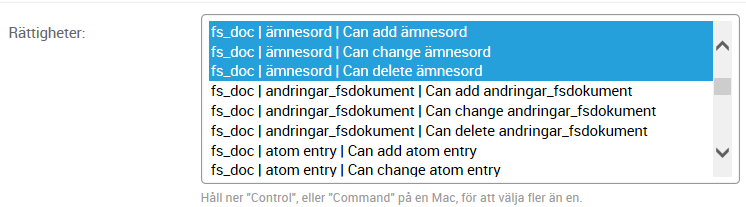 Rättigheter:
fs_doc | ämnesord | Can add ämnesord
fs_doc | ämnesord | Can change ämnesord
fs_doc | ämnesord | Can delete ämnesord
fs_doc | andringar_fsdokument | Can add andringar_fsdokument
fs_doc | andringar_fsdokument | Can change andringar_fsdokument
fs_doc | andringar_fsdokument | Can delete andringar_fsdokument
fs_doc | atom entry | Can add atom entry
fs_doc | atom entry | Can change atom entry
Håll ner "Control", eller "Command" på en Mac, för att välja fler än en.